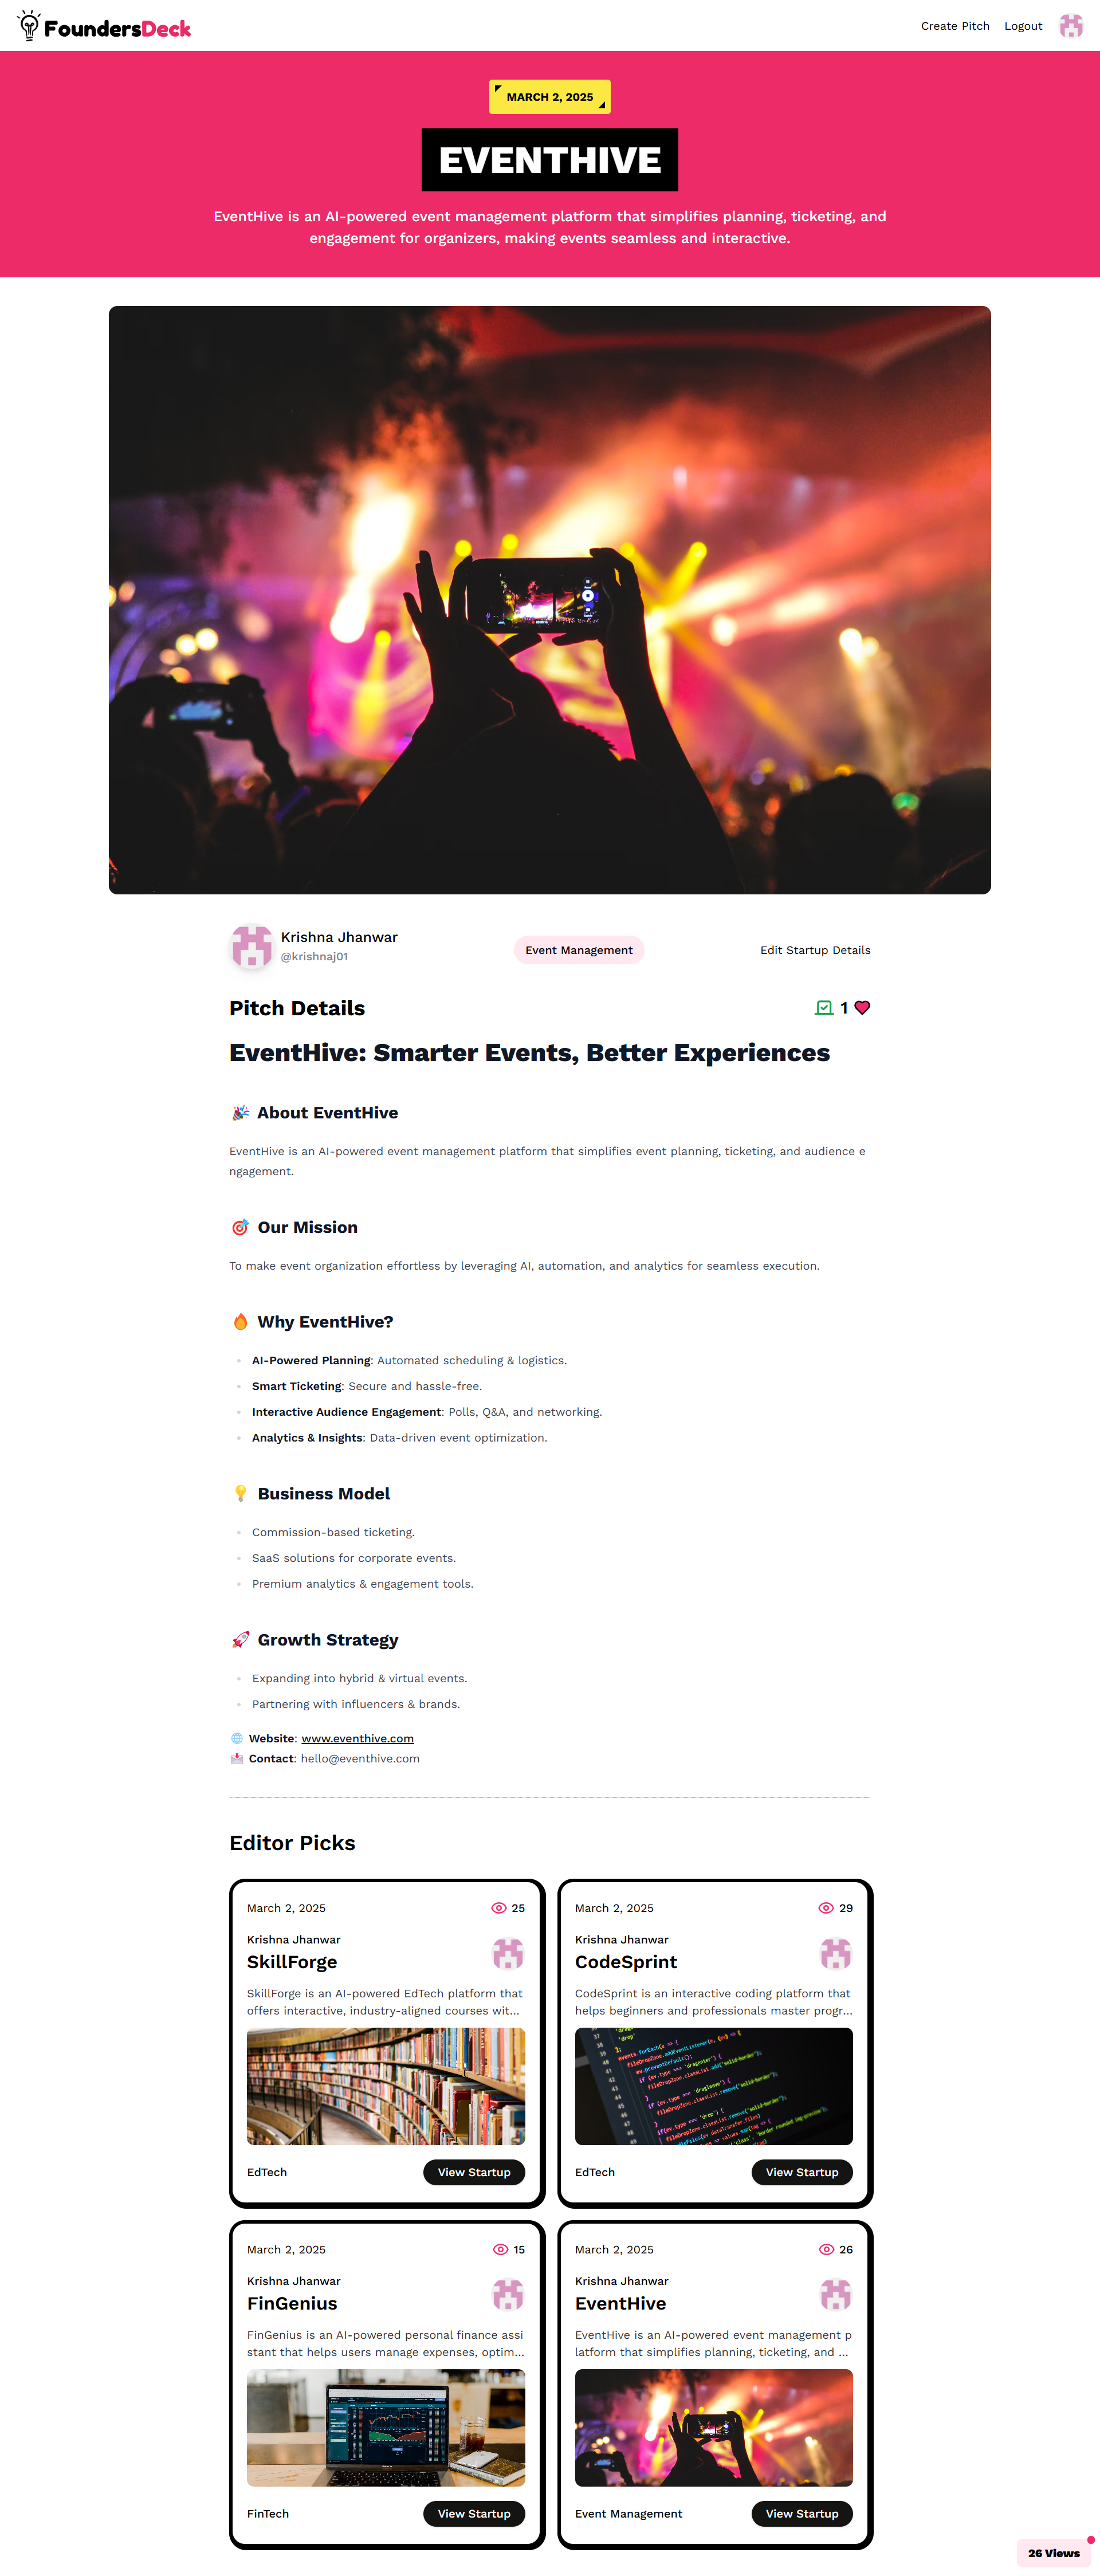 FoundersDeck
Create Pitch Logout
MARCH 2, 2025
EVENTHIVE
EventHive is an AI-powered event management platform that simplifies planning, ticketing, and
engagement for organizers, making events seamless and interactive.
Krishna Jhanwar
@krishnaj01
Event Management
Edit Startup Details
Pitch Details
1
EventHive: Smarter Events, Better Experiences
🎉 About EventHive
EventHive is an AI-powered event management platform that simplifies event planning, ticketing, and audience e
ngagement.
🎯 Our Mission
To make event organization effortless by leveraging AI, automation, and analytics for seamless execution.
🔥 Why EventHive?
AI-Powered Planning: Automated scheduling & logistics.
Smart Ticketing: Secure and hassle-free.
Interactive Audience Engagement: Polls, Q&A, and networking.
Analytics & Insights: Data-driven event optimization.
💡 Business Model
Commission-based ticketing.
SaaS solutions for corporate events.
Premium analytics & engagement tools.
🚀 Growth Strategy
Expanding into hybrid & virtual events.
Partnering with influencers & brands.
🌐 Website: www.eventhive.com
📩 Contact: hello@eventhive.com
Editor Picks
March 2, 2025
25
Krishna Jhanwar
SkillForge
SkillForge is an AI-powered EdTech platform that
offers interactive, industry-aligned courses wit...
EdTech
View Startup
March 2, 2025
29
Krishna Jhanwar
CodeSprint
CodeSprint is an interactive coding platform that
helps beginners and professionals master progr...
EdTech
View Startup
March 2, 2025
15
Krishna Jhanwar
FinGenius
FinGenius is an AI-powered personal finance assi
stant that helps users manage expenses, optim...
FinTech
View Startup
March 2, 2025
26
Krishna Jhanwar
EventHive
EventHive is an AI-powered event management p
latform that simplifies planning, ticketing, and ...
Event Management
View Startup
26 Views